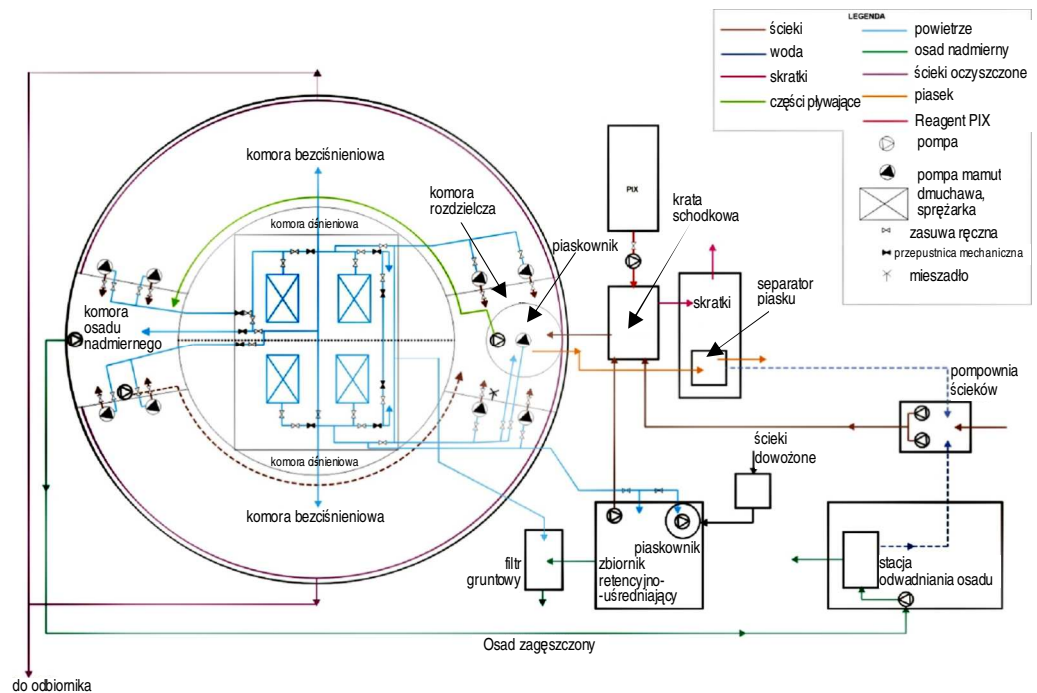 LEGENDA
ścieki
woda
skratki
części pływające
powietrze
osad nadmierny
ścieki oczyszczone
piasek
Reagent PIX
pompa
pompa mamut
dmuchawa,
sprężarka
zasuwa ręczna
przepustnica mechaniczna
mieszadło
komora bezciśnieniowa
komora ciśnieniowa
komora
rozdzielcza
piaskownik
PIX
krata
schodkowa
skratki
separator
piasku
komora
osadu
nadmiernego
pompownia
ścieków
komora ciśnieniowa
komora bezciśnieniowa
ścieki
dowożone
piaskownik
filtr
gruntowy
zbiornik
retencyjno-
-uśredniający
stacja
odwadniania osadu
Osad zagęszczony
do odbiornika